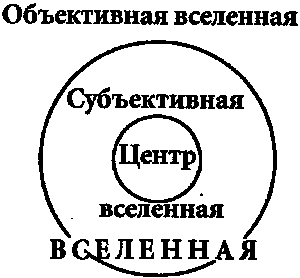 Объективная вселенная
Субъективная
Центр
вселенная
ВСЕЛЕННАЯ